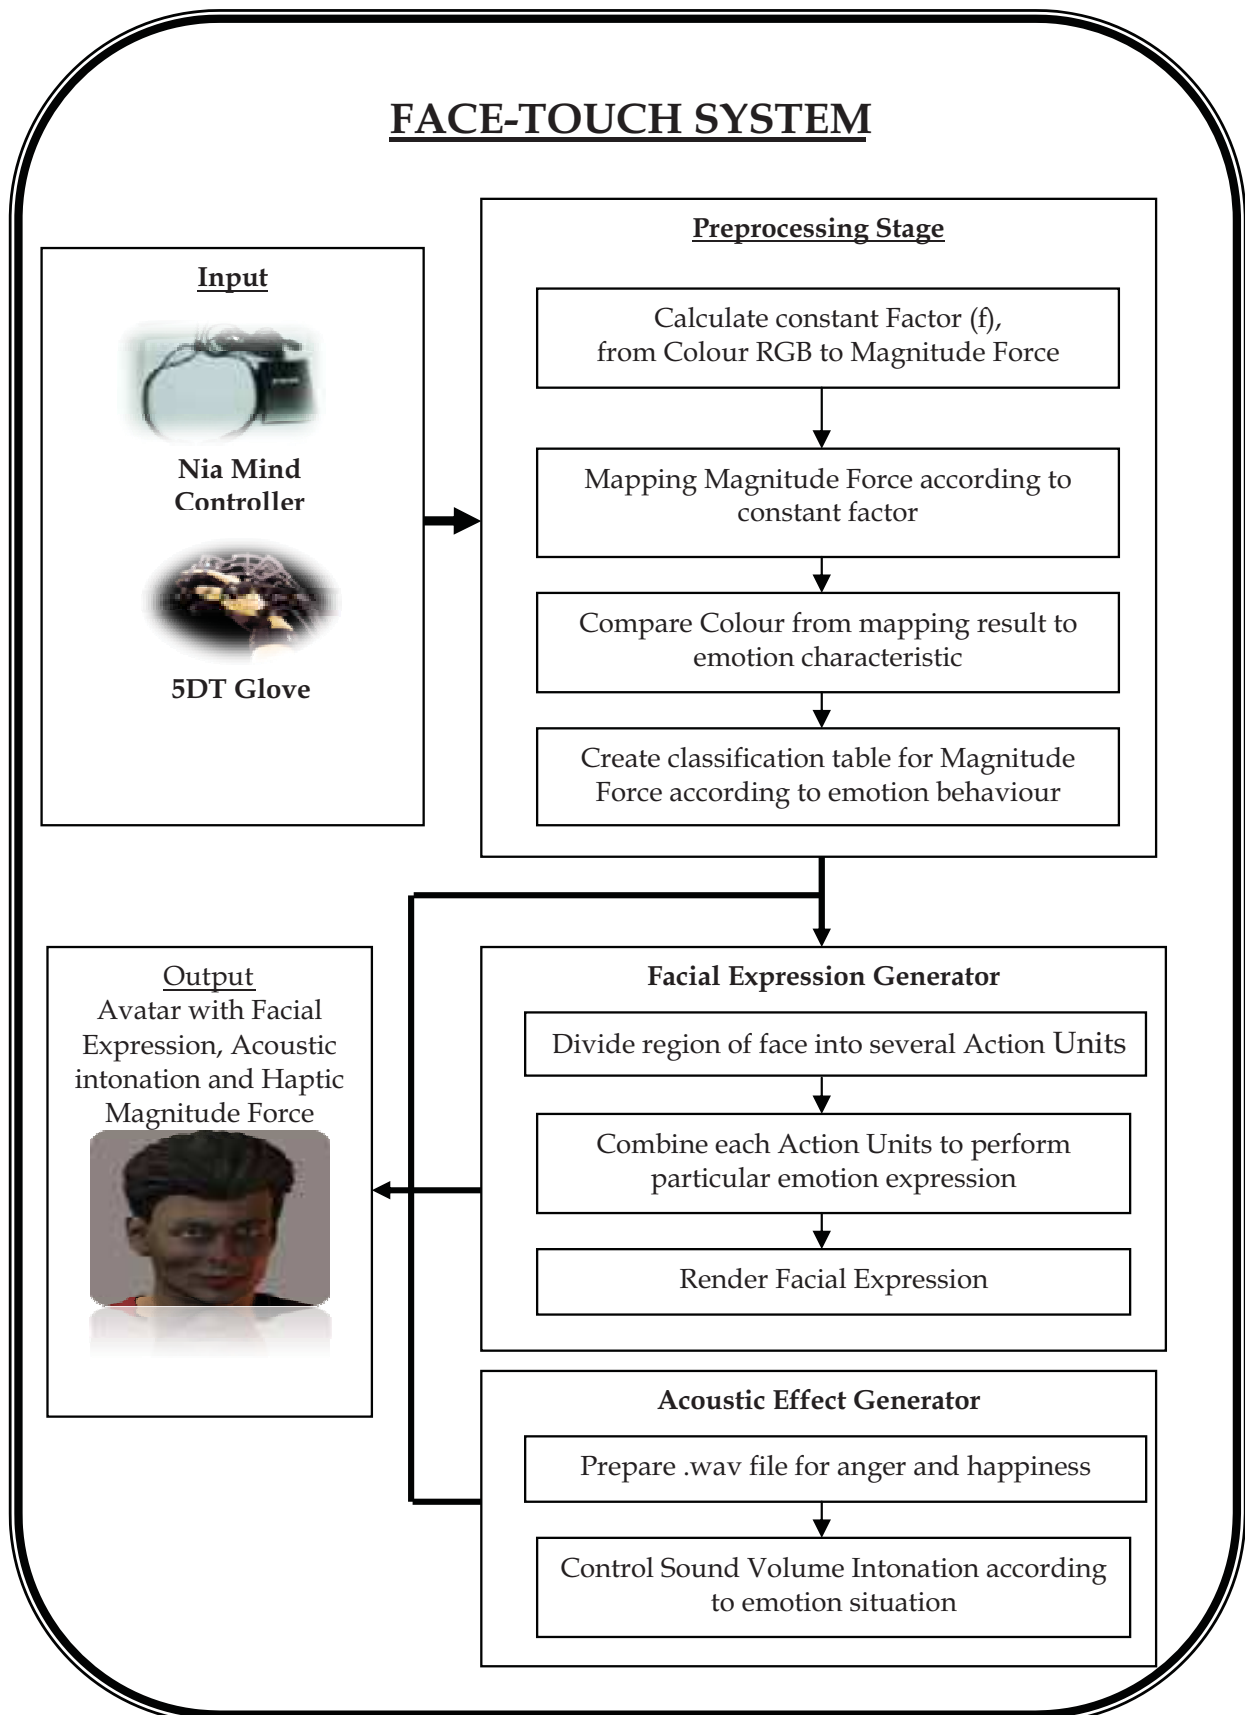 FACE-TOUCH SYSTEM
Input
Nia Mind
Controller
5DT Glove
Preprocessing Stage
Calculate constant Factor (f),
from Colour RGB to Magnitude Force
Mapping Magnitude Force according to
constant factor
Compare Colour from mapping result to
emotion characteristic
Create classification table for Magnitude
Force according to emotion behaviour
Output
Avatar with Facial
Expression, Acoustic
intonation and Haptic
Magnitude Force
Facial Expression Generator
Divide region of face into several Action Units
Combine each Action Units to perform
particular emotion expression
Render Facial Expression
Acoustic Effect Generator
Prepare .wav file for anger and happiness
Control Sound Volume Intonation according
to emotion situation